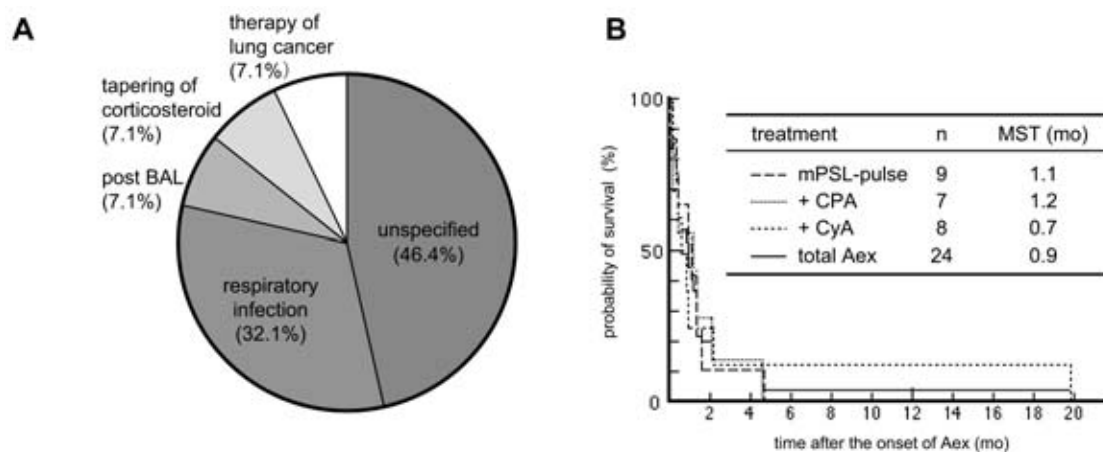 A
therapy of
lung cancer
(7.1%)
tapering of
corticosteroid
(7.1%)
post BAL
(7.1%)
unspecified
(46.4%)
respiratory
infection
(32.1%)
B
probability of survival (%)
100
50
0
treatment n MST (mo)
mPSL-pulse 9 1.1
+ CPA 7 1.2
+ CyA 8 0.7
total Aex 24 0.9
2 4 6 8 10 12 14 16 18 20
time after the onset of Aex (mo)